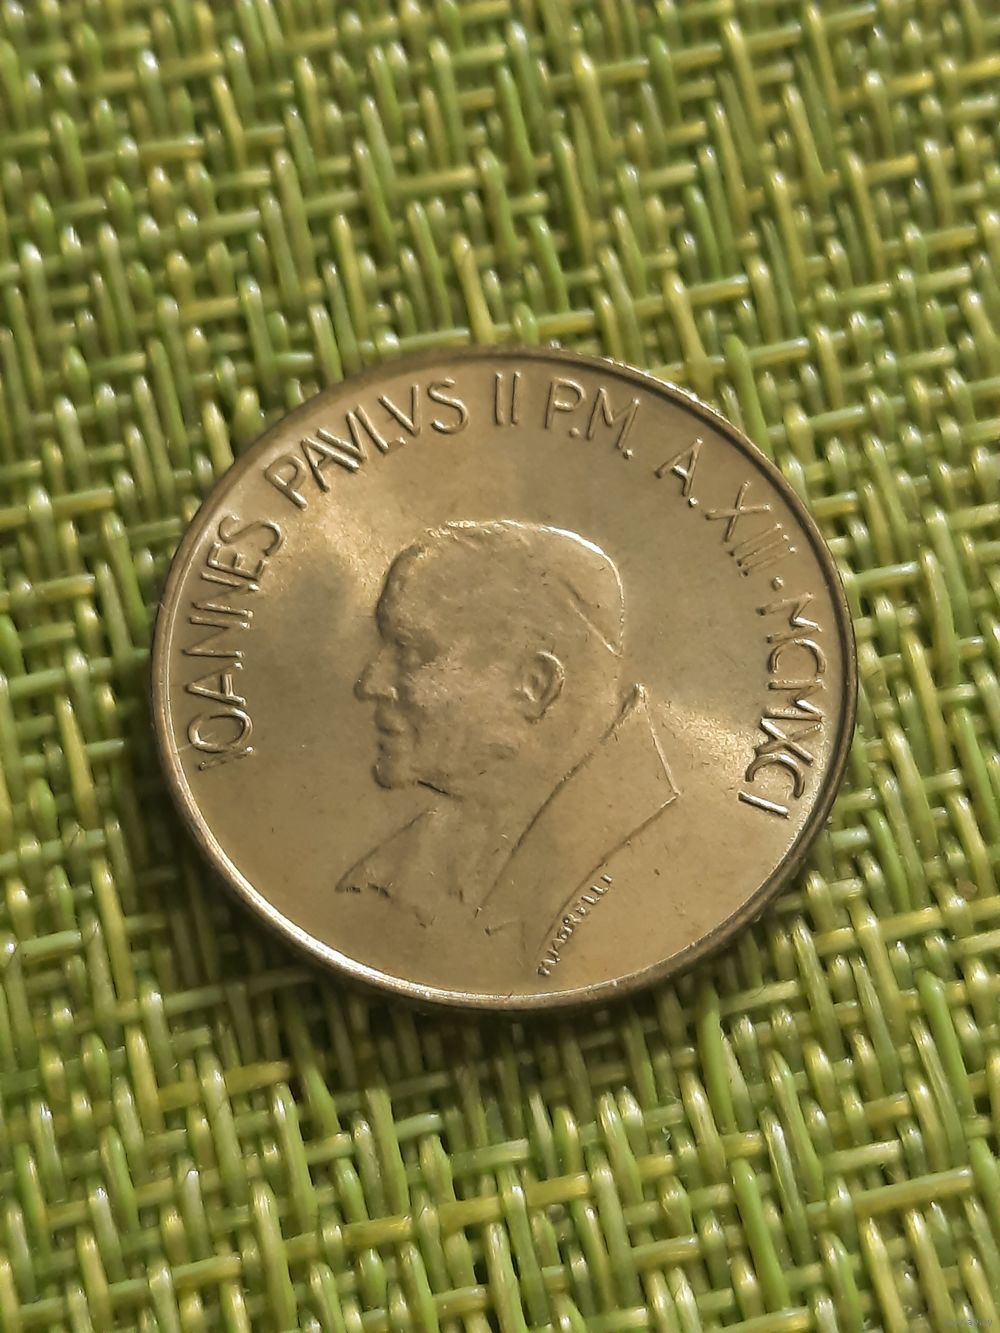 IOANNES PAVLVS II P.M. A. XIII · MCMXCI